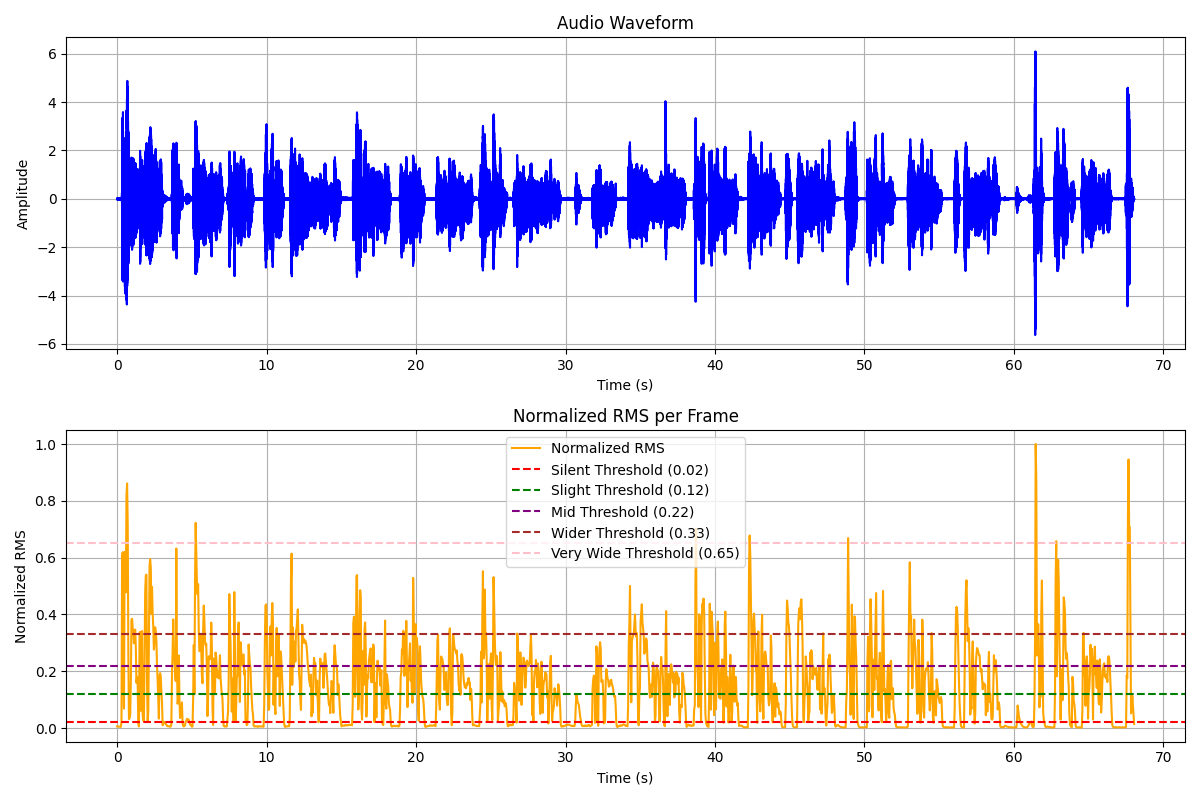 Audio Waveform
6
4
2
0
−2
−4
−6
Amplitude
0 10 20 30 40 50 60 70
Time (s)
Normalized RMS per Frame
1.0
0.8
0.6
0.4
0.2
0.0
Normalized RMS
Normalized RMS
Silent Threshold (0.02)
Slight Threshold (0.12)
Mid Threshold (0.22)
Wider Threshold (0.33)
Very Wide Threshold (0.65)
0 10 20 30 40 50 60 70
Time (s)